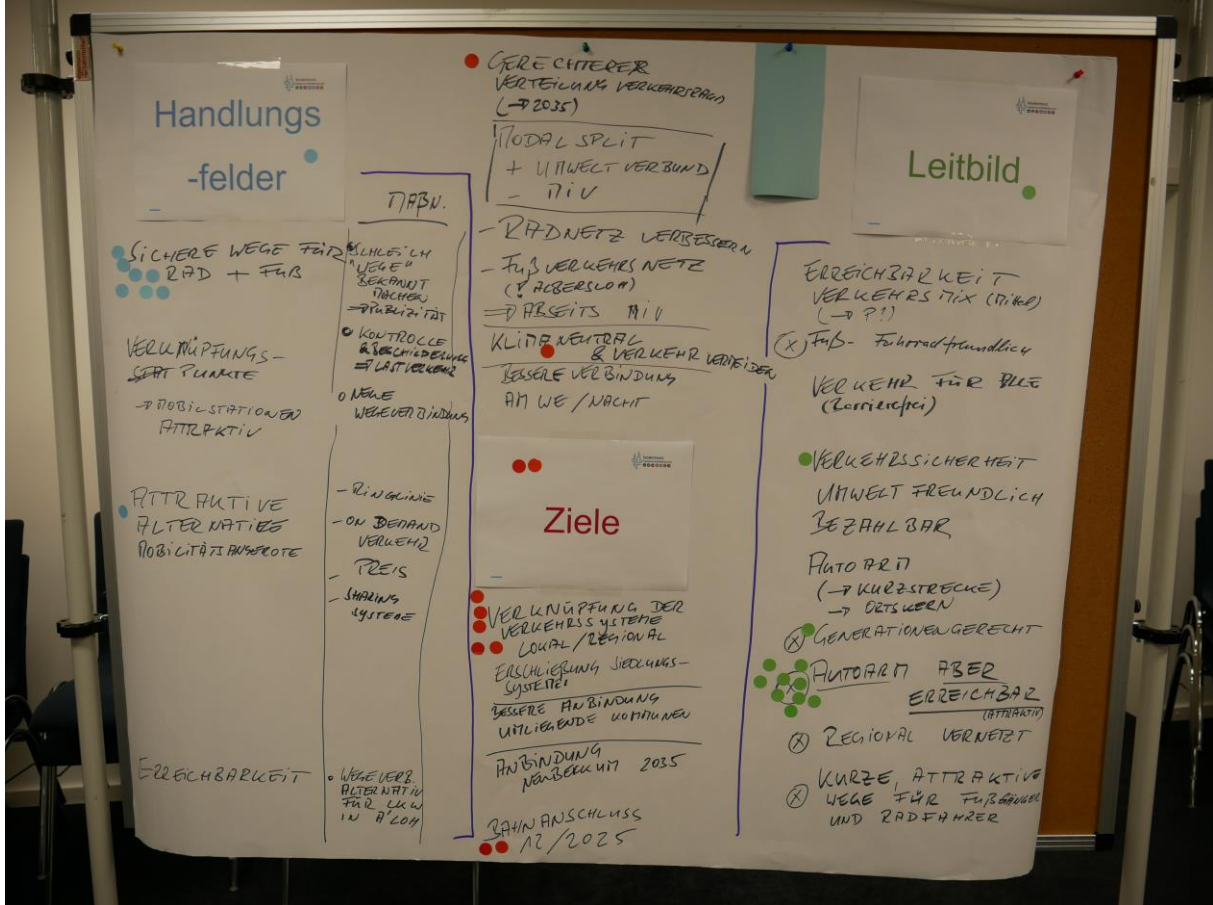 Handlungs
-felder
MAßN.
SICHERE WEGE FÜR
RAD + FUß
SCHLEICH
"WEGE"
BEKANNT
MACHEN
⇒ PUBLIZITÄT
KONTROLLE
& BESCHILDERUNG
⇒ LASTVERKEHR
O NEUE
WEGEVERBINDUNG
VERKNÜPFUNGS-
PUNKTE
→ MOBILSTATIONEN
ATTRAKTIV
ATTRAKTIVE
ALTERNATIVE
MOBILITÄTSANGEBOTE
- RINGLINIE
- ON DEMAND
VERKEHR
- PREIS
- SHARING
SYSTEME
ERREICHBARKEIT
• WEGEVERB.
ALTERNATIV
FÜR LKW
IN A'LOH
GERECHTERE
VERTEILUNG VERKEHRSRAUM
(→ 2035)
MODAL SPLIT
+ UMWELTVERBUND
- MIV
- RADNETZ VERBESSERN
- FUßVERKEHRSNETZ
(! ALBERSLOH)
⇒ ABSEITS MIV
KLIMANEUTRAL
& VERKEHR VERMEIDEN
BESSERE VERBINDUNG
AM WE/NACHT
Ziele
VERKNÜPFUNG DER
VERKEHRSSYSTEME
LOKAL/REGIONAL
ERSCHLIEßUNG SIEDLUNGS-
SYSTEME
BESSERE ANBINDUNG
UMLIEGENDE KOMMUNEN
ANBINDUNG
NEUBECKUM 2035
BAHNANSCHLUSS
12/2025
Leitbild
ERREICHBARKEIT
VERKEHRSMIX (Mittel)
(→ P!)
(X) Fuß- Fahrradfreundlich
VERKEHR FÜR ALLE
(Barrierefrei)
VERKEHRSSICHERHEIT
UMWELTFREUNDLICH
BEZAHLBAR
AUTOARM
(→ KURZSTRECKE)
→ ORTSKERN
(X) GENERATIONENGERECHT
(X) AUTOARM ABER
ERREICHBAR
(ATTRAKTIV)
(X) REGIONAL VERNETZT
(X) KURZE, ATTRAKTIVE
WEGE FÜR FUßGÄNGER
UND RADFAHRER